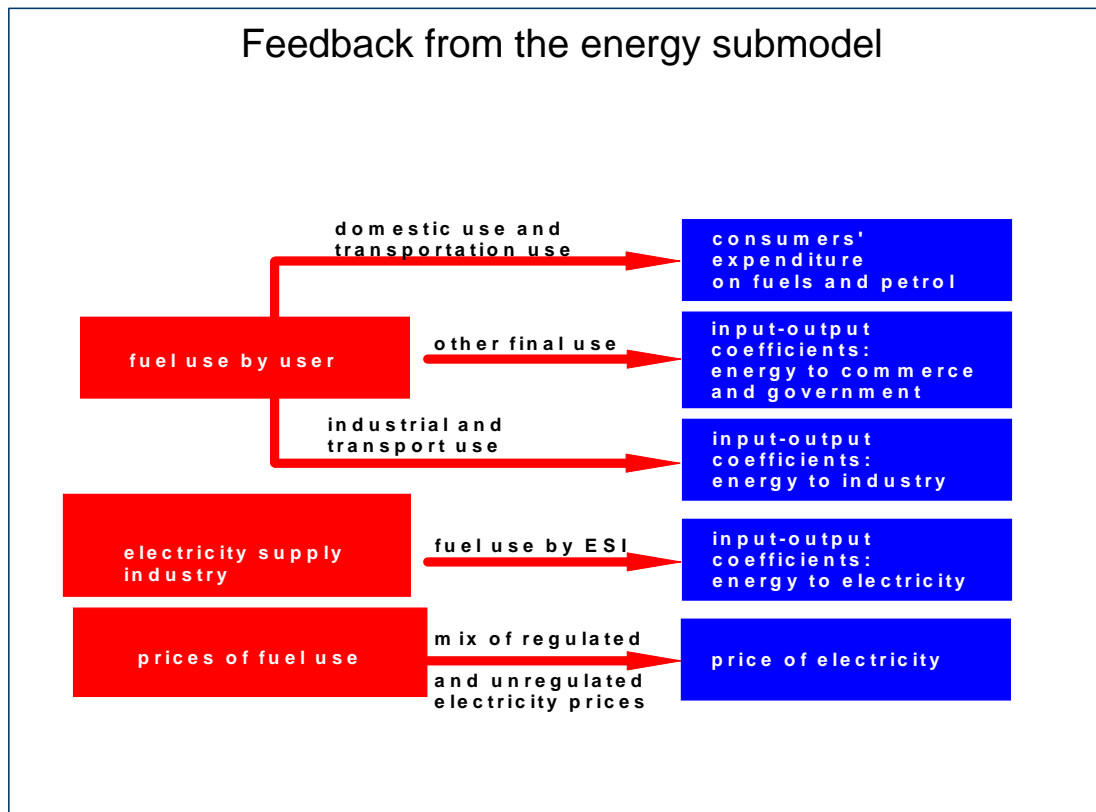 Feedback from the energy submodel
domestic use and
transportation use
consumers'
expenditure
on fuels and petrol
fuel use by user
other final use
input-output
coefficients:
energy to commerce
and government
industrial and
transport use
input-output
coefficients:
energy to industry
electricity supply
industry
fuel use by ESI
input-output
coefficients:
energy to electricity
prices of fuel use
mix of regulated
and unregulated
electricity prices
price of electricity